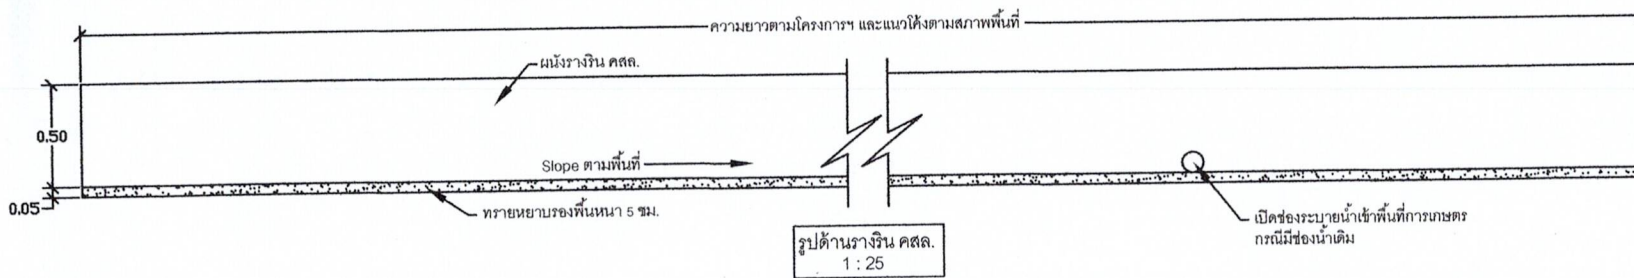 ความยาวตามโครงการฯ และแนวโค้งตามสภาพพื้นที่
ผนังรางริน คสล.
0.50
Slope ตามพื้นที่
0.05
ทรายหยาบรองพื้นหนา 5 ซม.
เปิดช่องระบายน้ำเข้าพื้นที่การเกษตร
กรณีมีช่องน้ำเดิม
รูปด้านรางริน คสล.
1 : 25